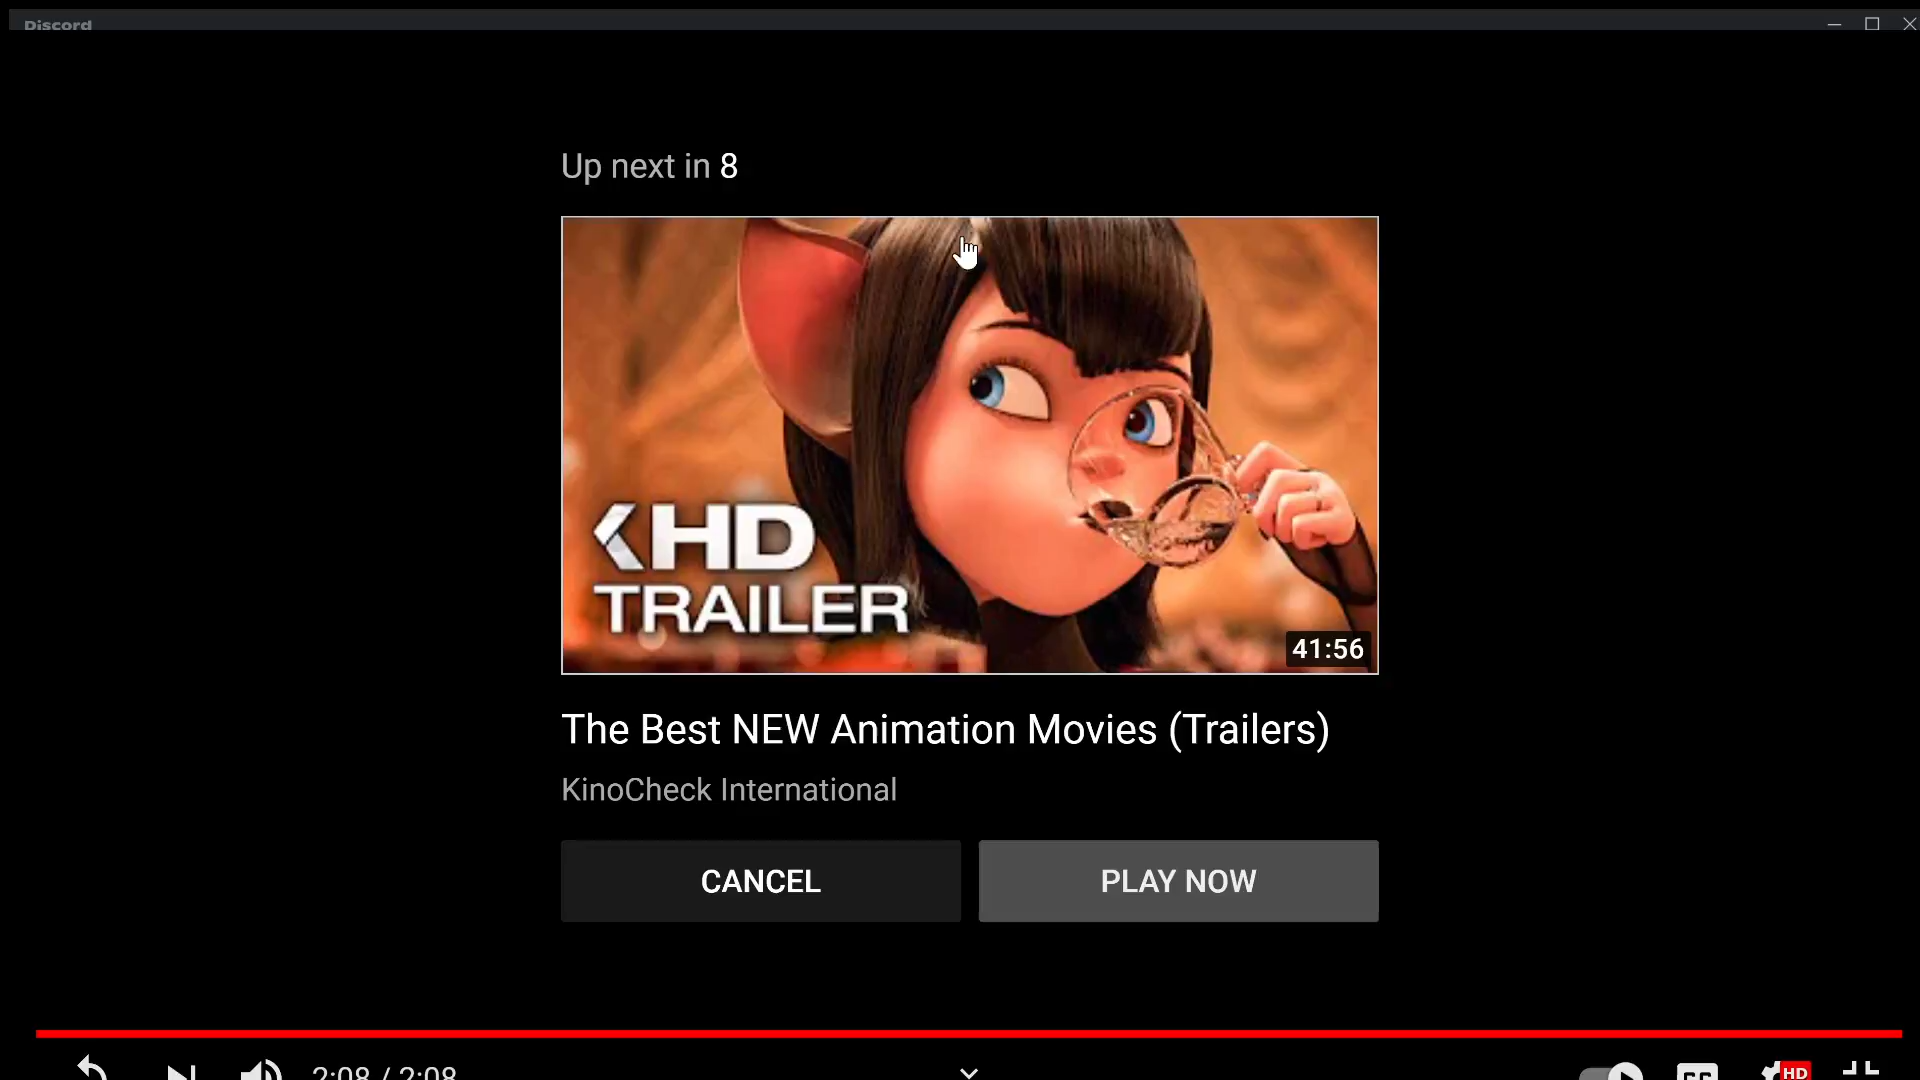 Discord
Up next in 8
HD
TRAILER
41:56
The Best NEW Animation Movies (Trailers)
KinoCheck International
CANCEL
PLAY NOW
2:08 / 2:08
CC
HD